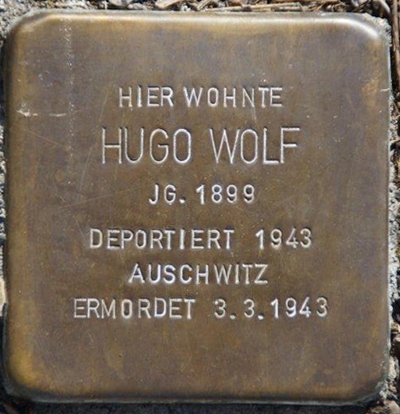 HIER WOHNTE
HUGO WOLF
JG. 1899
DEPORTIERT 1943
AUSCHWITZ
ERMORDET 3.3.1943